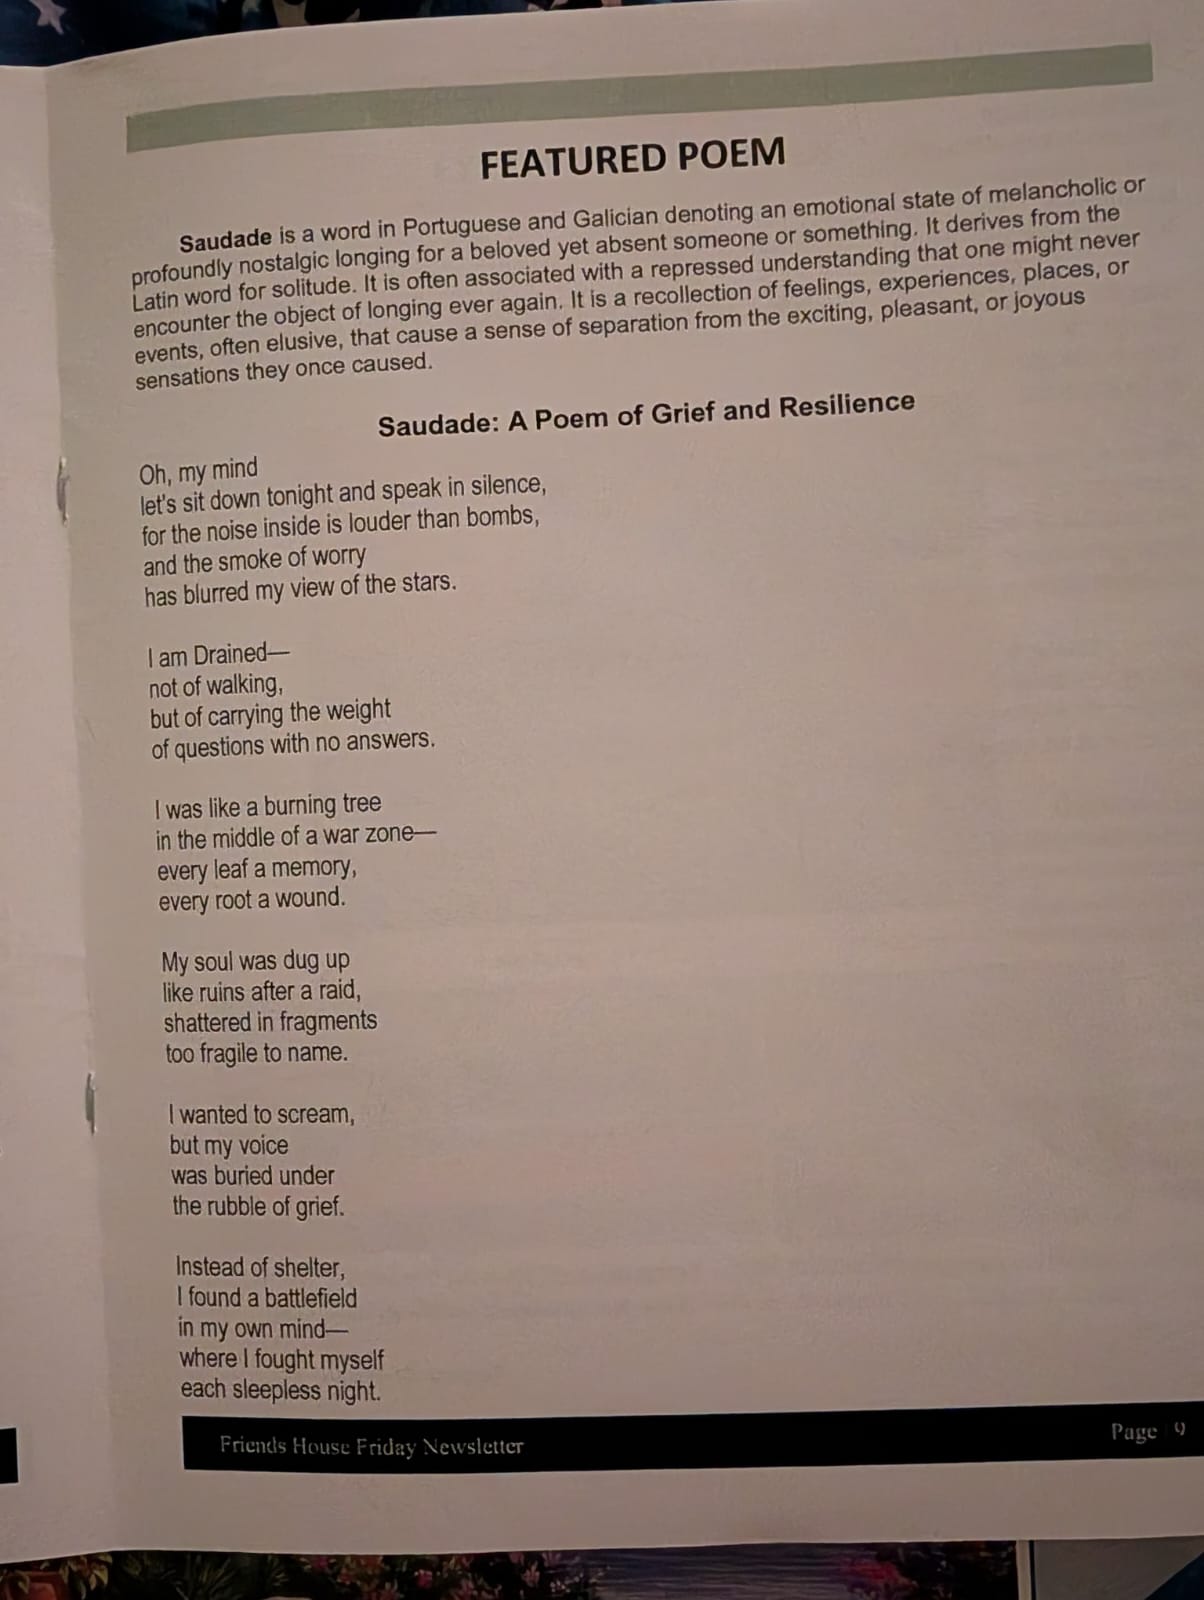 FEATURED POEM
Saudade is a word in Portuguese and Galician denoting an emotional state of melancholic or
profoundly nostalgic longing for a beloved yet absent someone or something. It derives from the
Latin word for solitude. It is often associated with a repressed understanding that one might never
encounter the object of longing ever again. It is a recollection of feelings, experiences, places, or
events, often elusive, that cause a sense of separation from the exciting, pleasant, or joyous
sensations they once caused.
Saudade: A Poem of Grief and Resilience
Oh, my mind
let's sit down tonight and speak in silence,
for the noise inside is louder than bombs,
and the smoke of worry
has blurred my view of the stars.
I am Drained—
not of walking,
but of carrying the weight
of questions with no answers.
I was like a burning tree
in the middle of a war zone—
every leaf a memory,
every root a wound.
My soul was dug up
like ruins after a raid,
shattered in fragments
too fragile to name.
I wanted to scream,
but my voice
was buried under
the rubble of grief.
Instead of shelter,
I found a battlefield
in my own mind—
where I fought myself
each sleepless night.
Friends House Friday Newsletter
Page | 9